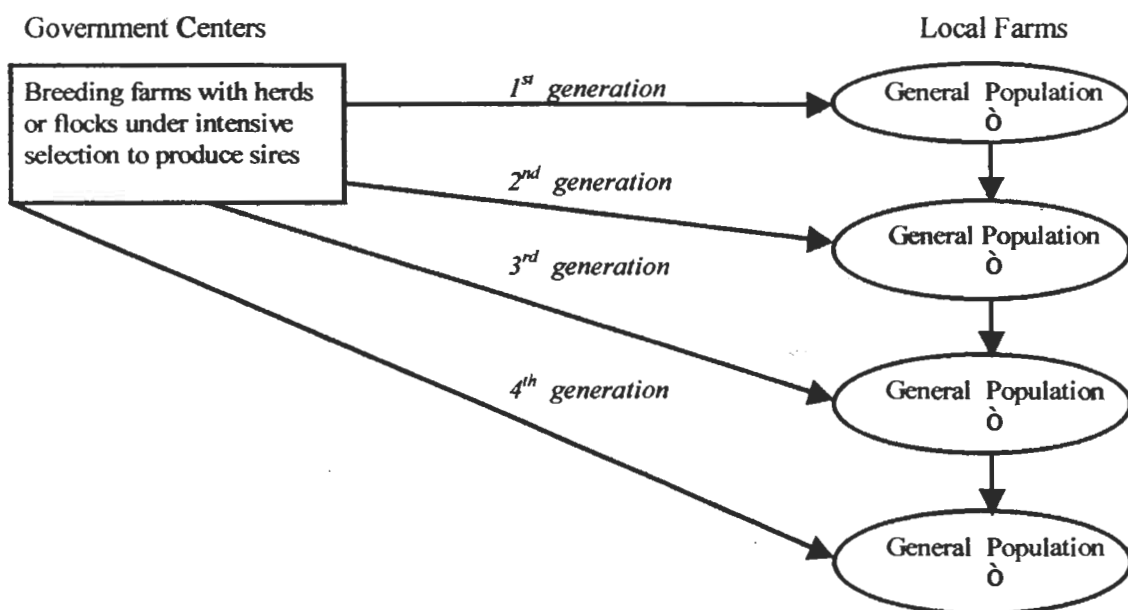 Government Centers
Local Farms
Breeding farms with herds
or flocks under intensive
selection to produce sires
1st generation
General Population
ò
2nd generation
General Population
ò
3rd generation
General Population
ò
4th generation
General Population
ò